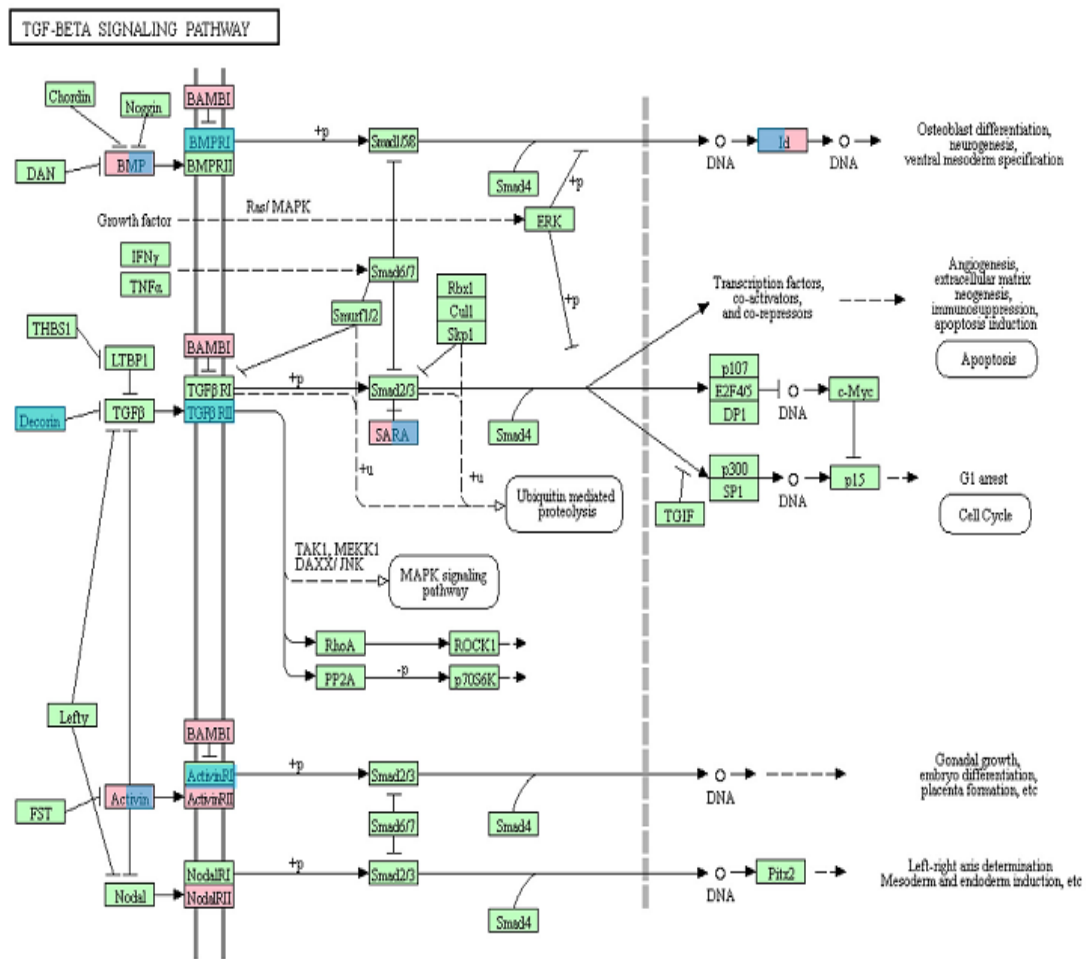 TGF-BETA SIGNALING PATHWAY
Chordin
Noggin
BAMBI
DAN
BMP
BMPRI
BMPRII
+p
Smad1/5/8
Smad4
+p
DNA
Id
DNA
Osteoblast differentiation,
neurogenesis,
ventral mesoderm specification
Growth factor
Ras/ MAPK
ERK
IFNγ
TNFα
Smad6/7
Smurf1/2
Rbx1
Cul1
Skp1
+p
Transcription factors,
co-activators,
and co-repressors
Angiogenesis,
extracellular matrix
neogenesis,
immunosuppression,
apoptosis induction
Apoptosis
THBS1
LTBP1
BAMBI
Decorin
TGFβ
TGFβ RI
TGFβ RII
+p
Smad2/3
SARA
Smad4
p107
E2F4/5
DP1
DNA
c-Myc
p300
SP1
TGIF
DNA
p15
G1 arrest
Cell Cycle
+u
+u
Ubiquitin mediated
proteolysis
TAK1, MEKK1
DAXX/ JNK
MAPK signaling
pathway
RhoA
ROCK1
PP2A
-p
p70S6K
Lefty
BAMBI
FST
Activin
ActivinRI
ActivinRII
+p
Smad2/3
Smad4
DNA
Gonadal growth,
embryo differentiation,
placenta formation, etc
Smad6/7
Nodal
NodalRI
NodalRII
+p
Smad2/3
Smad4
DNA
Pitx2
Left-right axis determination
Mesoderm and endoderm induction, etc